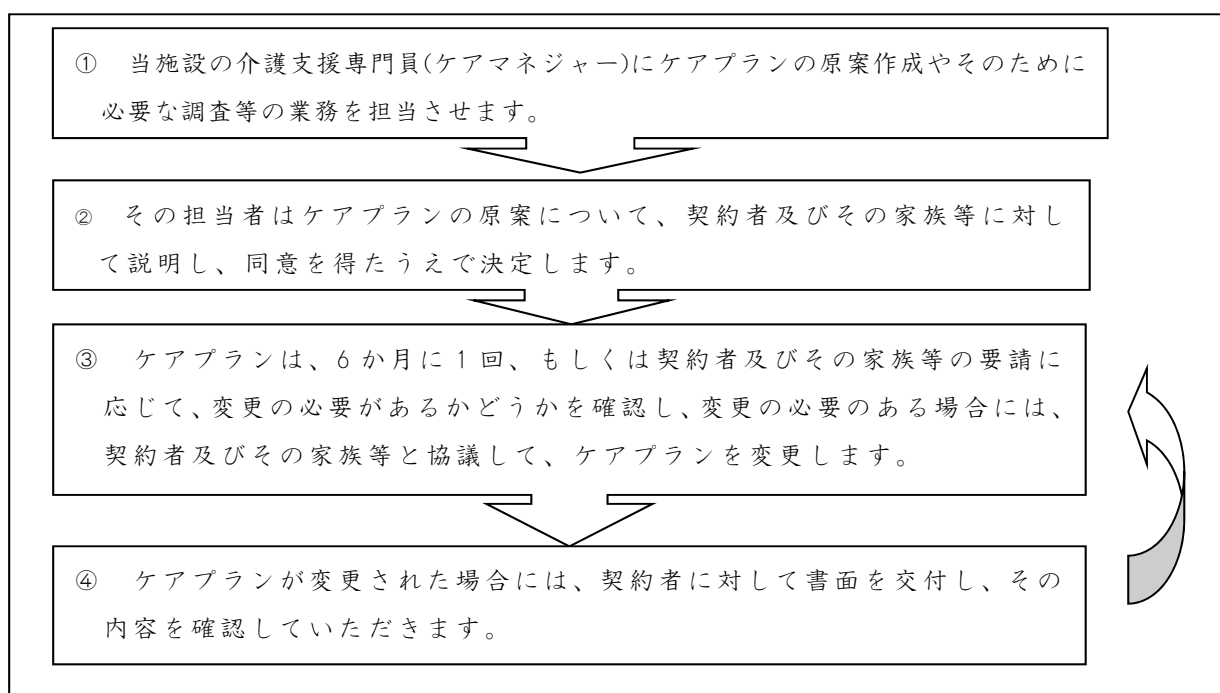 ① 当施設の介護支援専門員(ケアマネジャー)にケアプランの原案作成やそのために
必要な調査等の業務を担当させます。
② その担当者はケアプランの原案について、契約者及びその家族等に対し
て説明し、同意を得たうえで決定します。
③ ケアプランは、6か月に1回、もしくは契約者及びその家族等の要請に
応じて、変更の必要があるかどうかを確認し、変更の必要のある場合には、
契約者及びその家族等と協議して、ケアプランを変更します。
④ ケアプランが変更された場合には、契約者に対して書面を交付し、その
内容を確認していただきます。